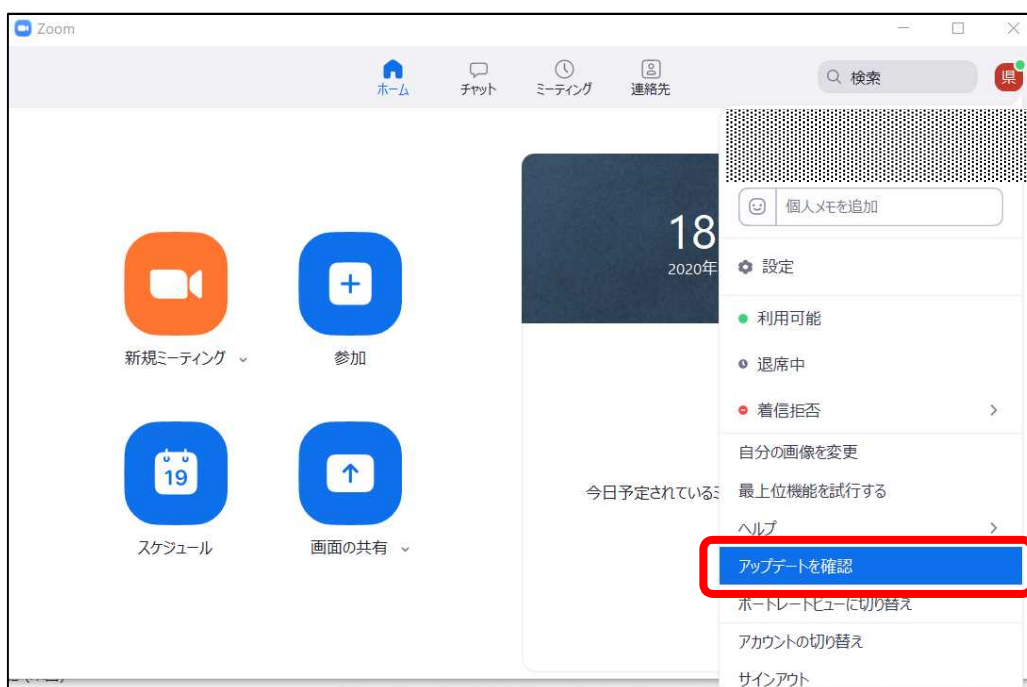 Zoom
ホーム
チャット
ミーティング
連絡先
検索
県
18
2020年
新規ミーティング
参加
19
スケジュール
画面の共有
今日予定されている
個人メモを追加
設定
利用可能
退席中
着信拒否
自分の画像を変更
最上位機能を試行する
ヘルプ
アップデートを確認
ポートレートビューに切り替え
アカウントの切り替え
サインアウト